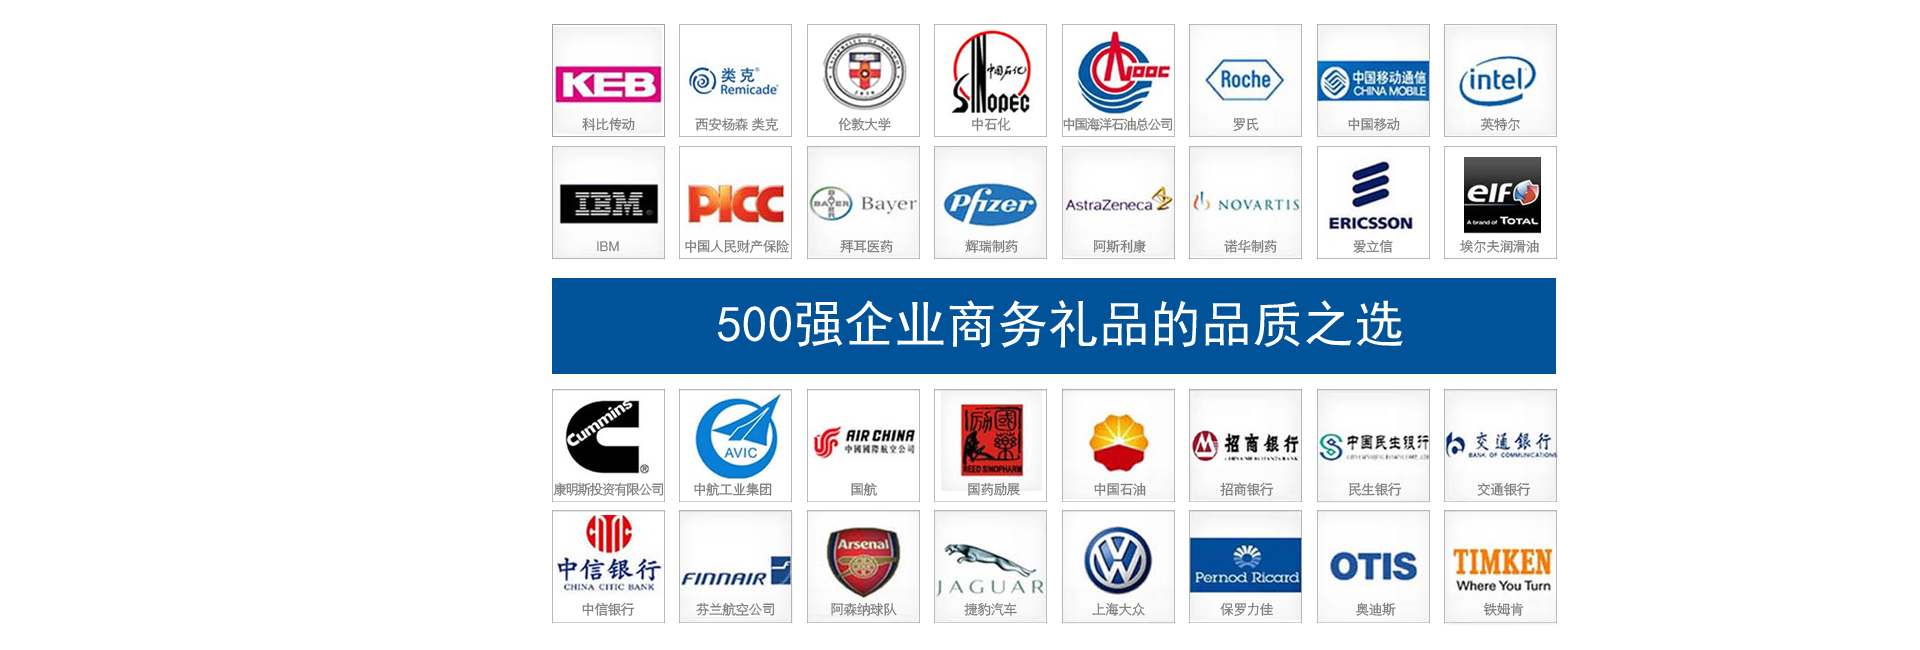 KEB
科比传动
类克®
Remicade®
西安杨森 类克
伦敦大学
中国石化
SINOPEC
中石化
CNOOC
中国海洋石油总公司
Roche
罗氏
中国移动通信
CHINA MOBILE
中国移动
intel
英特尔
IBM
IBM
PICC
中国人民财产保险
BAYER
BAYER
Bayer
拜耳医药
Pfizer
辉瑞制药
AstraZeneca
阿斯利康
NOVARTIS
诺华制药
ERICSSON
爱立信
elf
A brand of TOTAL
埃尔夫润滑油
500强企业商务礼品的品质之选
Cummins
®
康明斯投资有限公司
AVIC
中航工业集团
AIR CHINA
中國國際航空公司
国航
國藥励展
REED SINOPHARM
国药励展
中国石油
招商银行
CHINA MERCHANTS BANK
招商银行
中国民生银行
民生银行
交通银行
BANK OF COMMUNICATIONS
交通银行
中信银行
CHINA CITIC BANK
中信银行
FINNAIR
芬兰航空公司
Arsenal
阿森纳球队
JAGUAR
捷豹汽车
上海大众
Pernod Ricard
保罗力佳
OTIS
奥迪斯
TIMKEN
Where You Turn
铁姆肯